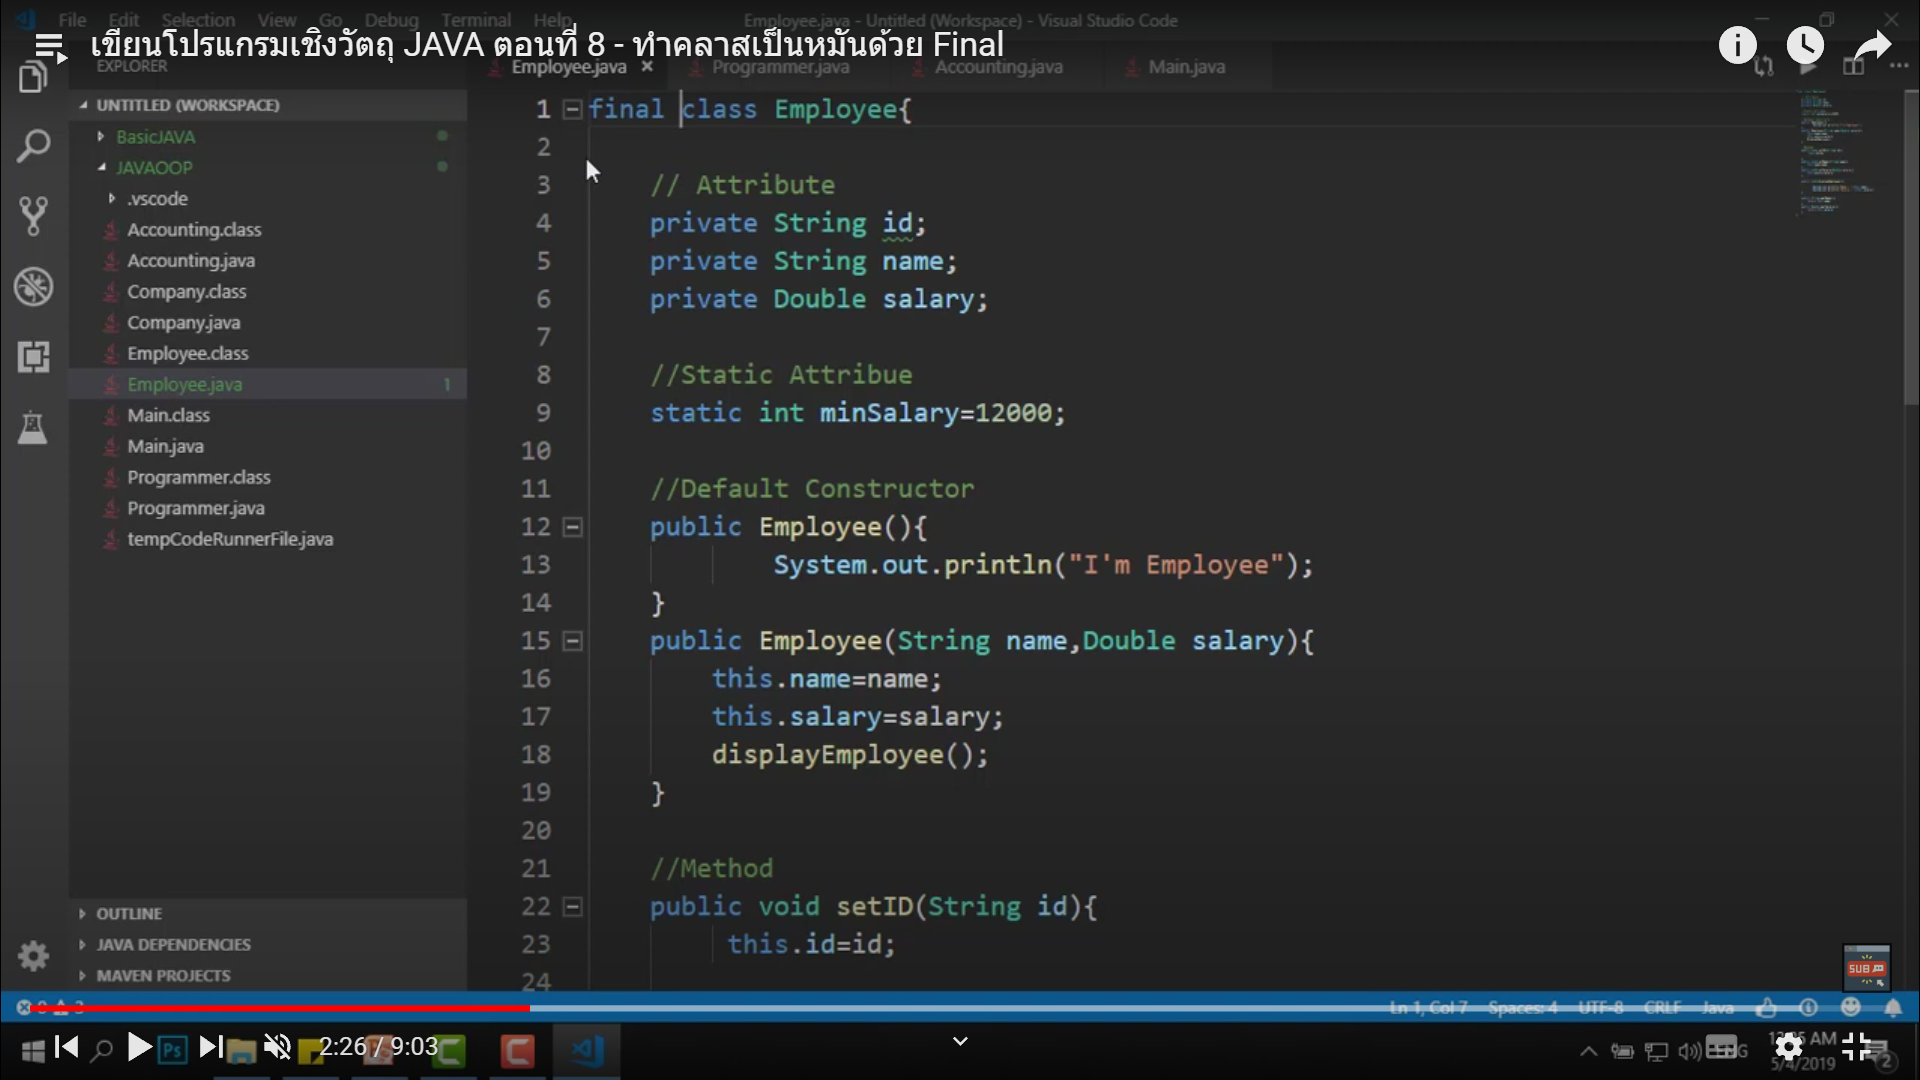 File Edit Selection View Go Debug Terminal Help
Employee.java - Untitled (Workspace) - Visual Studio Code
เขียนโปรแกรมเชิงวัตถุ JAVA ตอนที่ 8 - ทำคลาสเป็นหมันด้วย Final
EXPLORER
Employee.java × Programmer.java Accounting.java Main.java
UNTITLED (WORKSPACE)
BasicJAVA
JAVAOOP
.vscode
Accounting.class
Accounting.java
Company.class
Company.java
Employee.class
Employee.java 1
Main.class
Main.java
Programmer.class
Programmer.java
tempCodeRunnerFile.java
OUTLINE
JAVA DEPENDENCIES
MAVEN PROJECTS
1 final class Employee{
2
3 // Attribute
4 private String id;
5 private String name;
6 private Double salary;
7
8 //Static Attribue
9 static int minSalary=12000;
10
11 //Default Constructor
12 public Employee(){
13 System.out.println("I'm Employee");
14 }
15 public Employee(String name,Double salary){
16 this.name=name;
17 this.salary=salary;
18 displayEmployee();
19 }
20
21 //Method
22 public void setID(String id){
23 this.id=id;
24
SUB
Ln 1, Col 7 Spaces: 4 UTF-8 CRLF Java
Ps
2:26 / 9:03
AM
5/4/2019
2